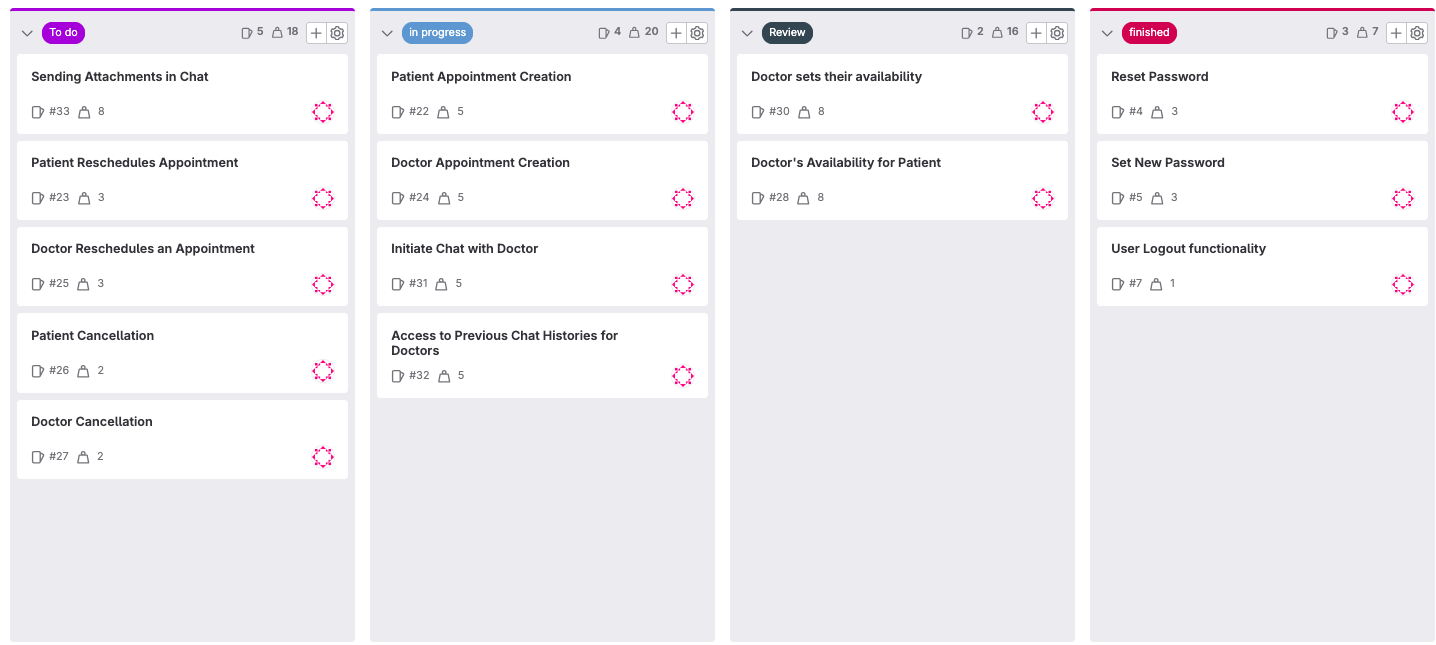 To do 5 18
Sending Attachments in Chat
#33 8
Patient Reschedules Appointment
#23 3
Doctor Reschedules an Appointment
#25 3
Patient Cancellation
#26 2
Doctor Cancellation
#27 2
in progress 4 20
Patient Appointment Creation
#22 5
Doctor Appointment Creation
#24 5
Initiate Chat with Doctor
#31 5
Access to Previous Chat Histories for
Doctors
#32 5
Review 2 16
Doctor sets their availability
#30 8
Doctor's Availability for Patient
#28 8
finished 3 7
Reset Password
#4 3
Set New Password
#5 3
User Logout functionality
#7 1